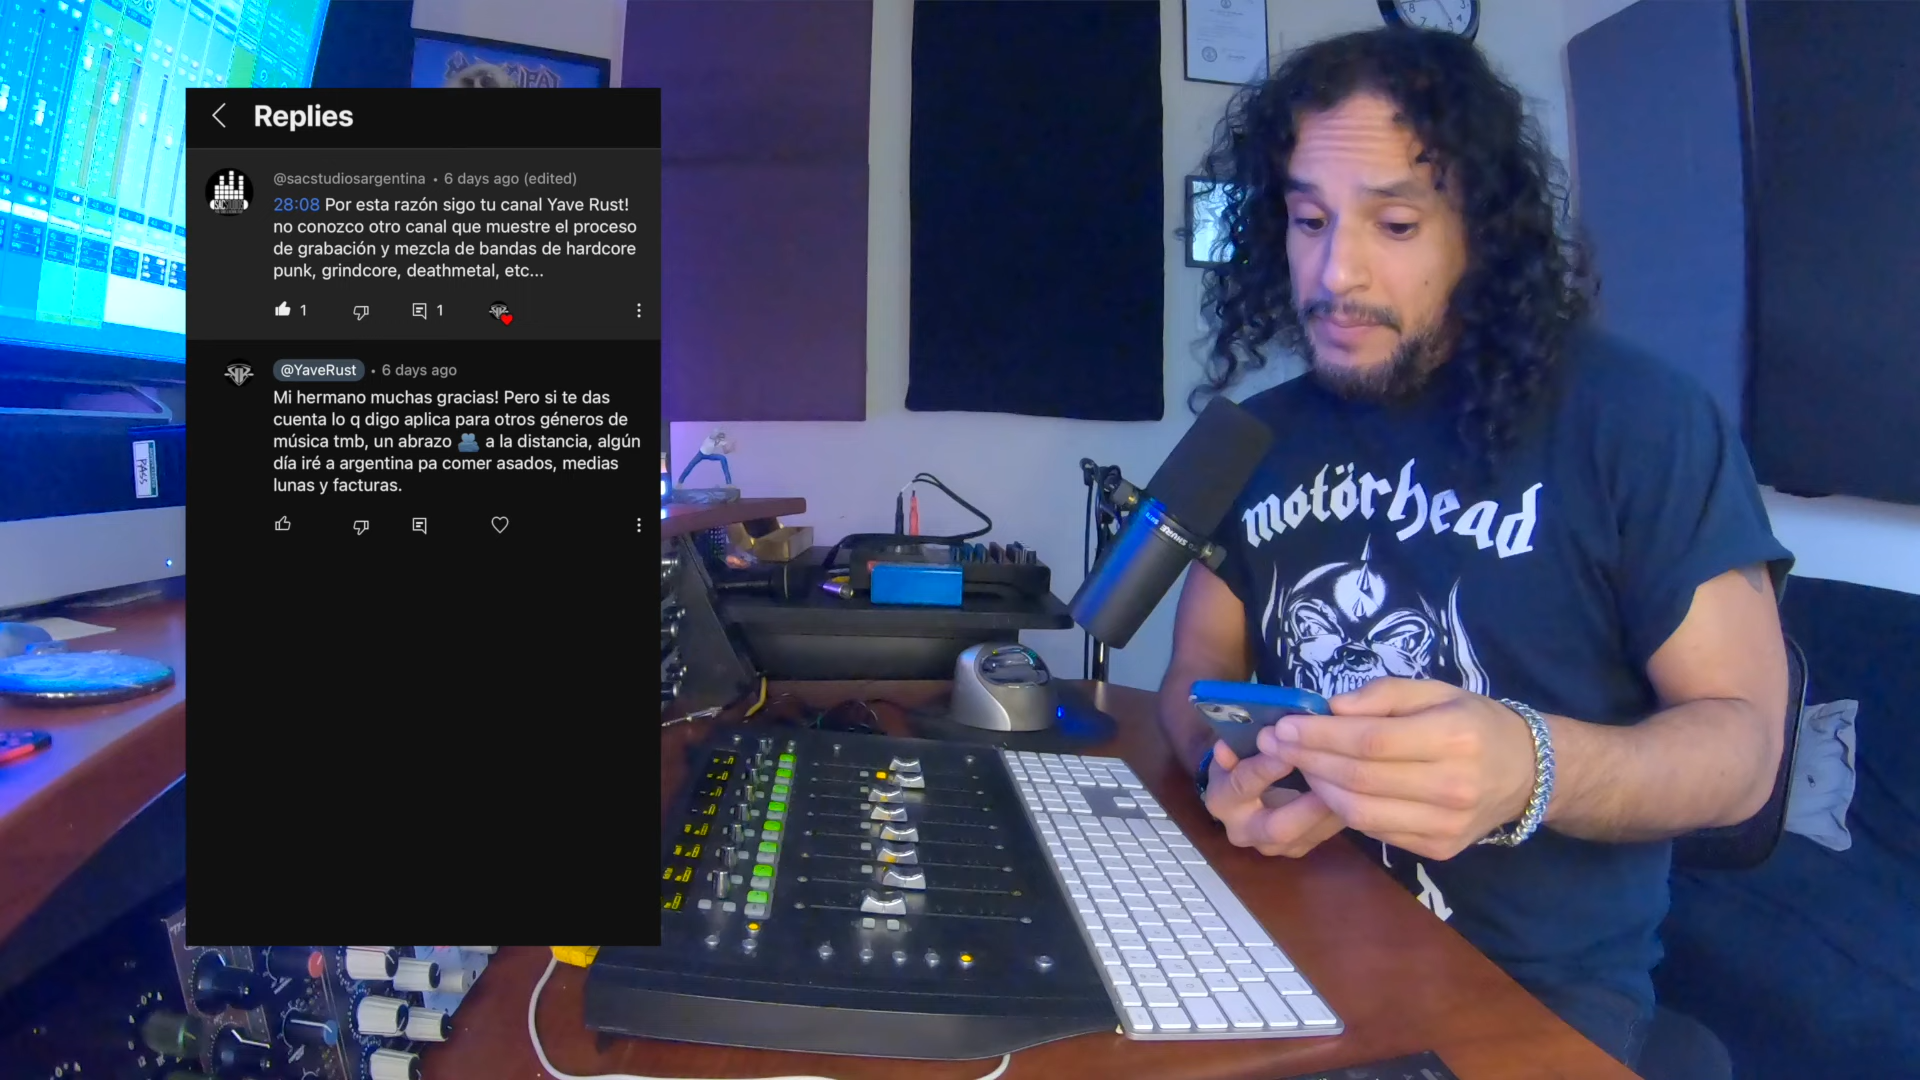 Replies
@sacstudiosargentina • 6 days ago (edited)
28:08 Por esta razón sigo tu canal Yave Rust!
no conozco otro canal que muestre el proceso
de grabación y mezcla de bandas de hardcore
punk, grindcore, deathmetal, etc...
1
1
@YaveRust • 6 days ago
Mi hermano muchas gracias! Pero si te das
cuenta lo q digo aplica para otros géneros de
música tmb, un abrazo 🫂 a la distancia, algún
día iré a argentina pa comer asados, medias
lunas y facturas.
PASS
SHURE
motörhead